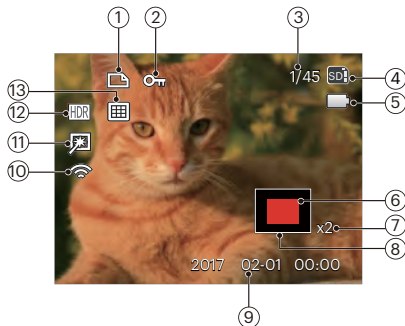 ① ② ③
1/45 SD ④
⑤
⑬
⑫ HDR
⑪
⑩
⑥
x2 ⑦
⑧
2017 02-01 00:00
⑨